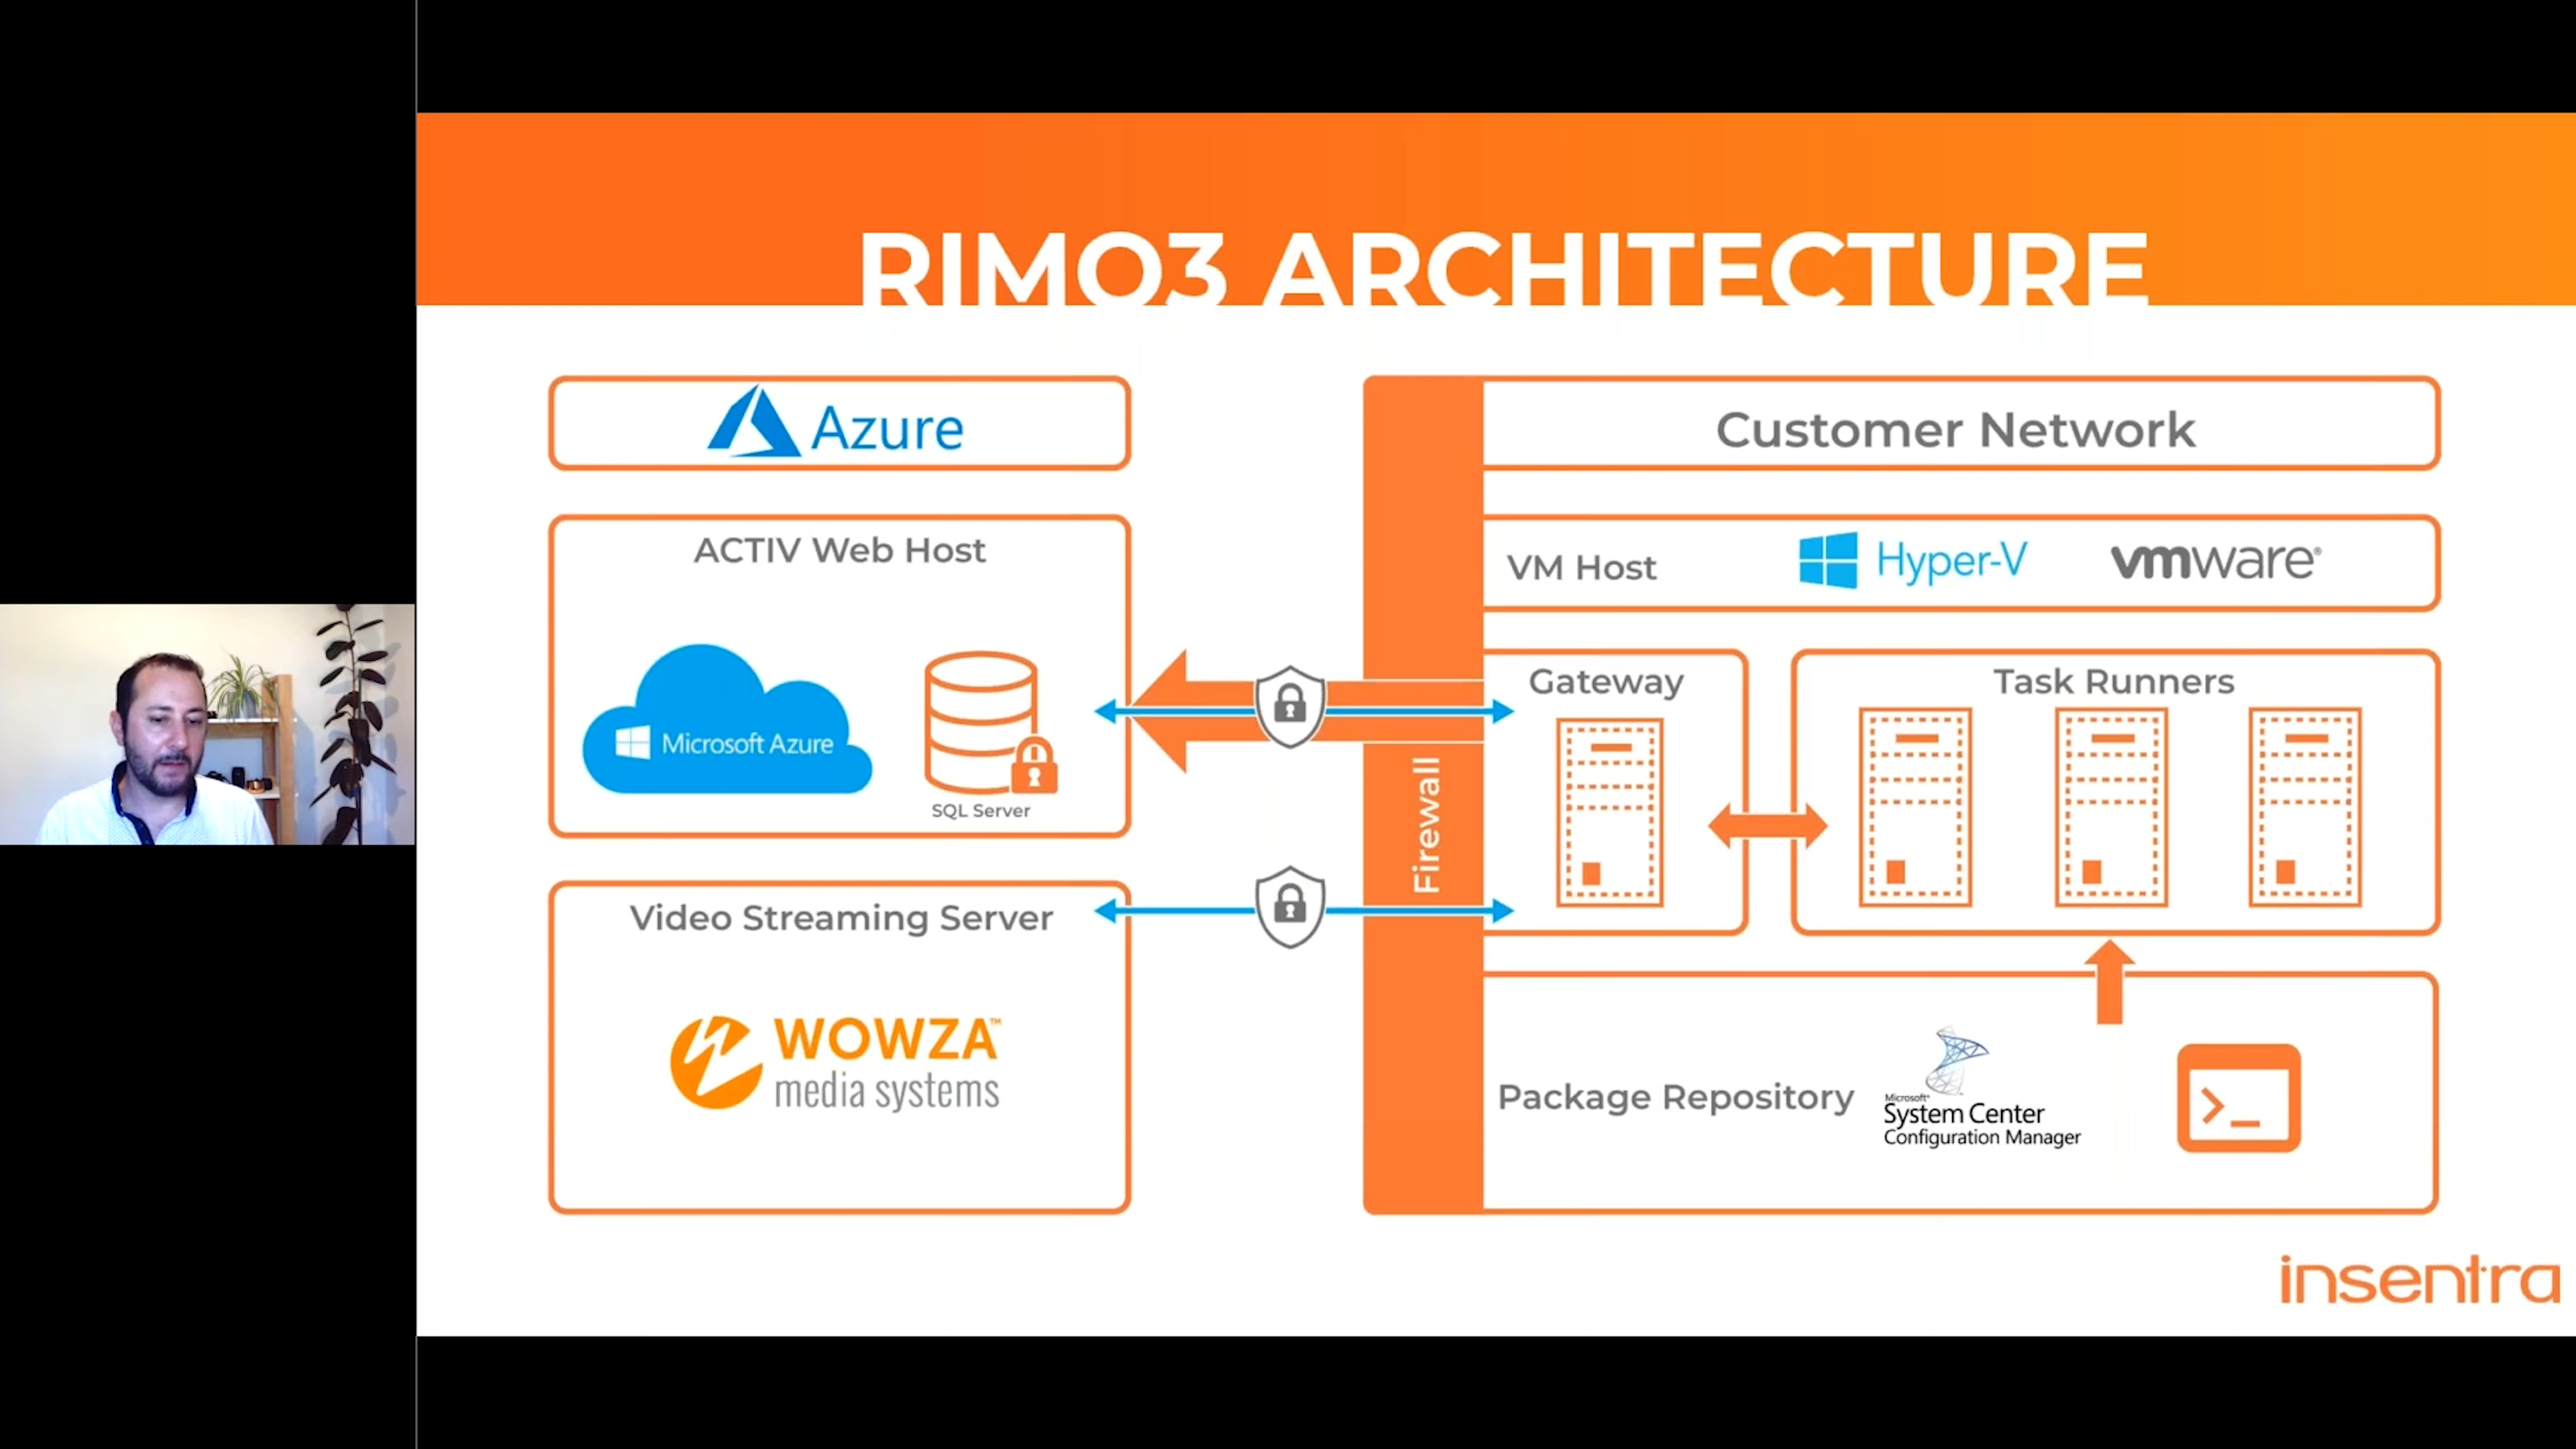 RIMO3 ARCHITECTURE
Azure
Customer Network
ACTIV Web Host
Microsoft Azure
SQL Server
VM Host
Hyper-V
vmware®
Firewall
Gateway
Task Runners
Video Streaming Server
WOWZA™
media systems
Package Repository
Microsoft®
System Center
Configuration Manager
>_
insentra